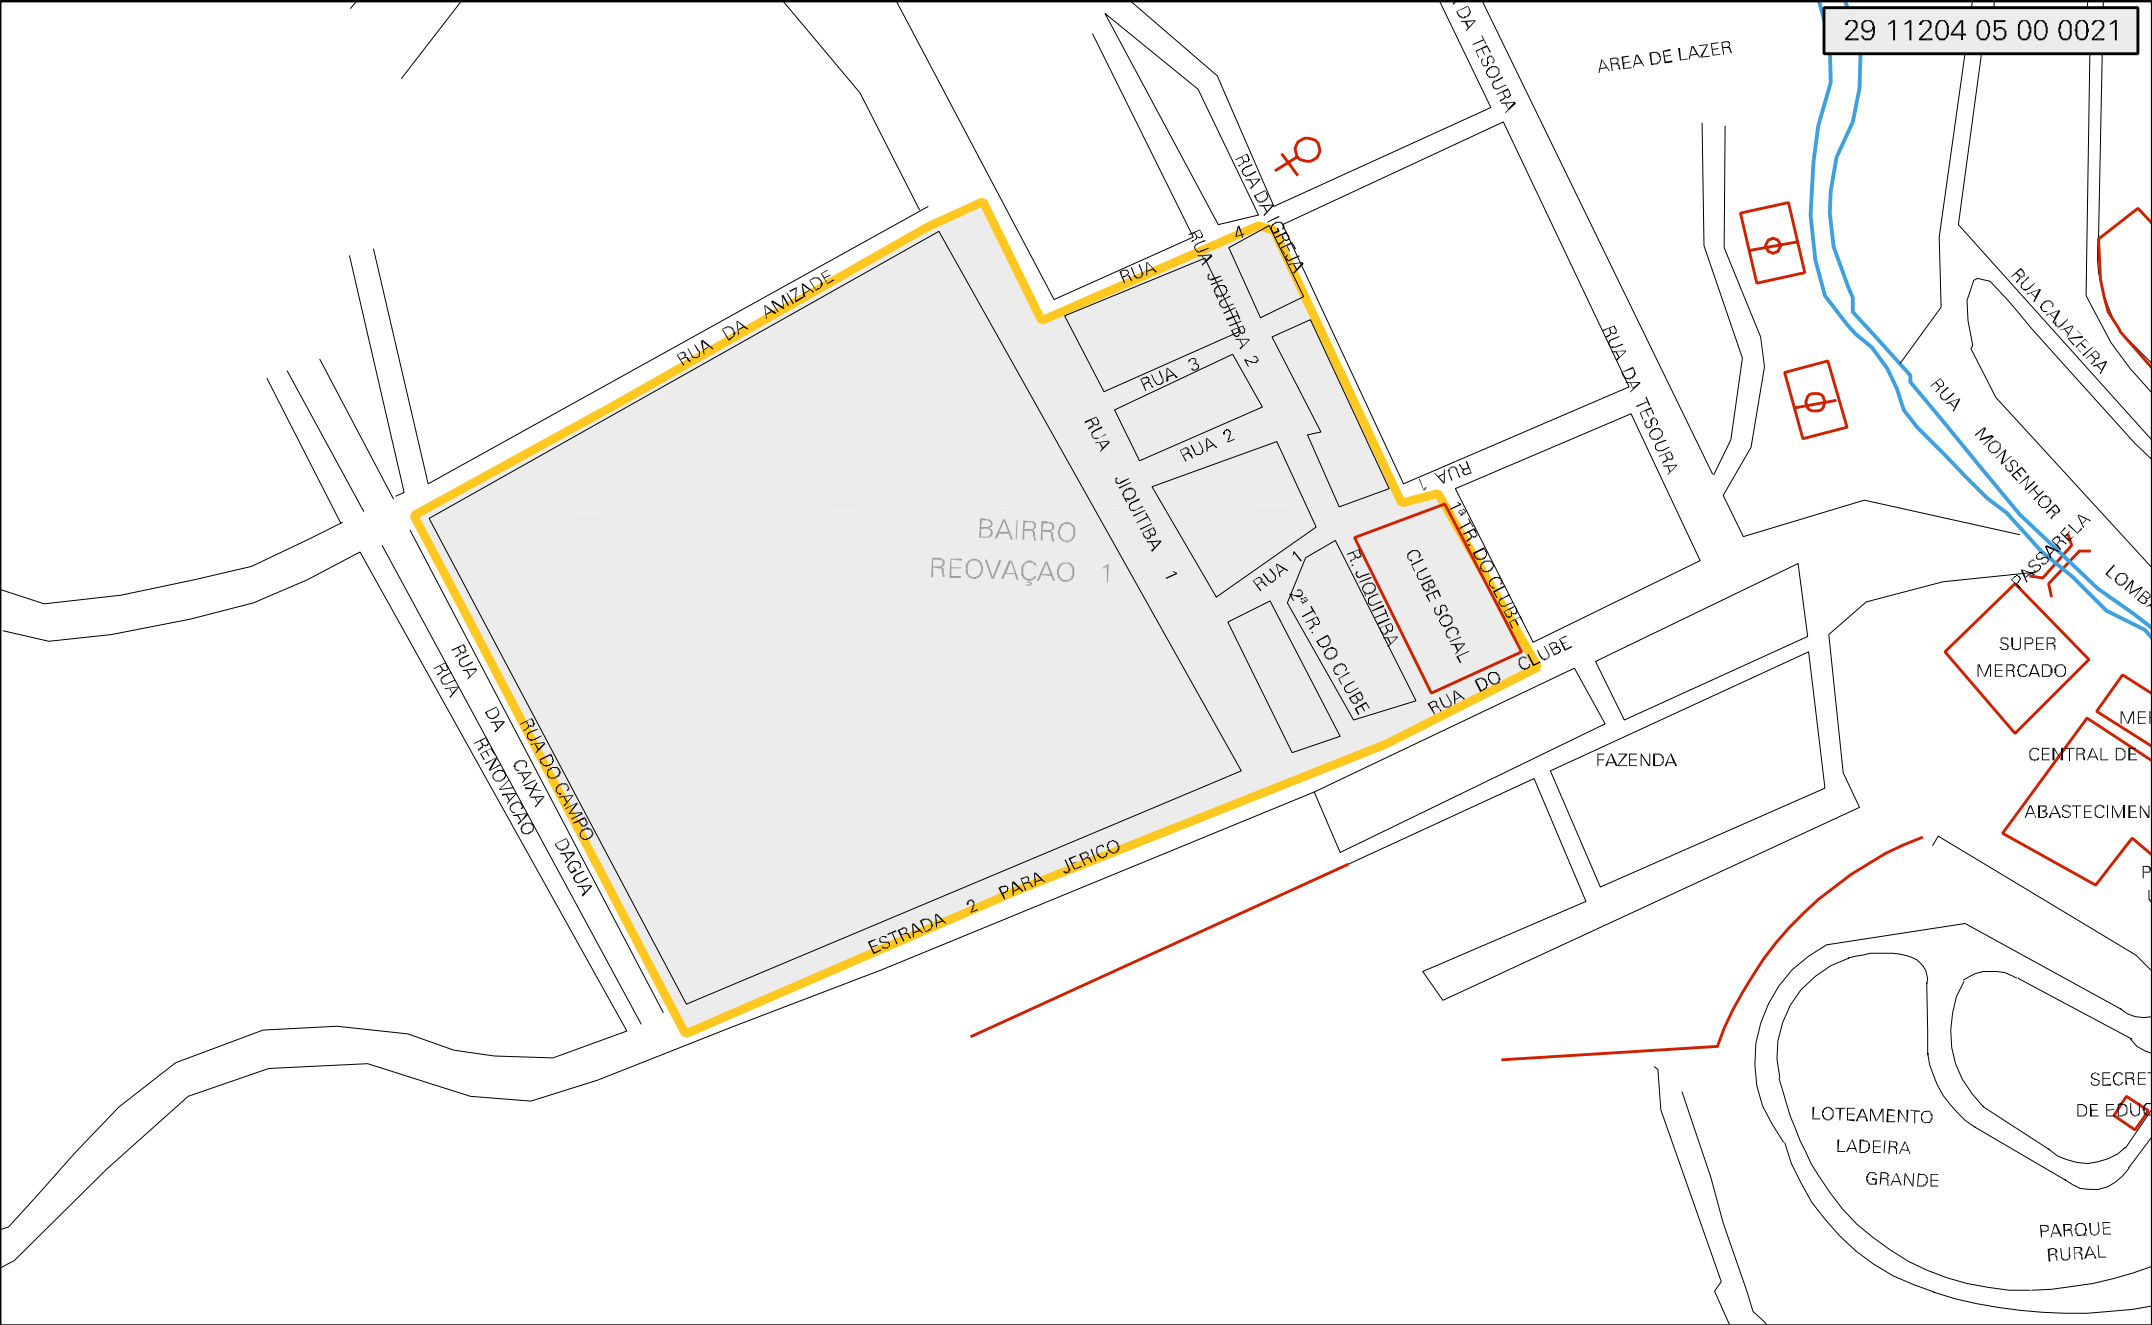 29 11204 05 00 0021
DA TESOURA
AREA DE LAZER
RUA DA IGREJA
RUA 4
RUA JIQUITIBA 2
RUA DA AMIZADE
RUA CAJAZEIRA
RUA 3
RUA DA TESOURA
RUA MONSENHOR
RUA 2
RUA JIQUITIBA 1
RUA 1
BAIRRO
REOVAÇAO 1
1ª TR. DO CLUBE
PASSARELA
LOMBA
RUA 1
R. JIQUITIBA
CLUBE SOCIAL
2ª TR. DO CLUBE
SUPER
MERCADO
RUA DO CLUBE
RUA DA CAIXA DAGUA
RUA RENOVACAO
RUA DO CAMPO
MER
CENTRAL DE
FAZENDA
ABASTECIMEN
ESTRADA 2 PARA JERICO
P
SECRET
DE EDUC
LOTEAMENTO
LADEIRA
GRANDE
PARQUE
RURAL